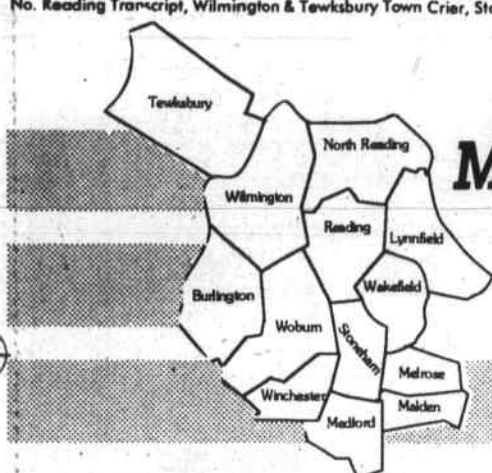 No. Reading Transcript, Wilmington & Tewksbury Town Crier, Sto
Tewksbury
North Reading
M
Wilmington
Reading
Lynnfield
Burlington
Wakefield
Woburn
Stoneham
Melrose
Winchester
Malden
Medford